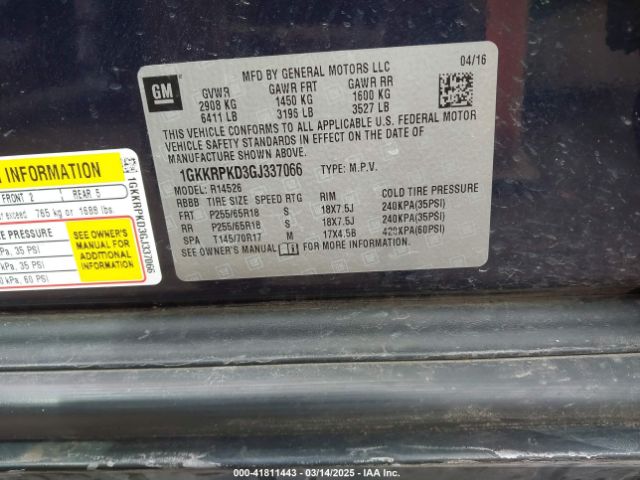 GM
MFD BY GENERAL MOTORS LLC
04/16
GVWR GAWR FRT GAWR RR
2908 KG 1450 KG 1600 KG
6411 LB 3196 LB 3527 LB
THIS VEHICLE CONFORMS TO ALL APPLICABLE U.S. FEDERAL MOTOR
VEHICLE SAFETY STANDARDS IN EFFECT ON THE DATE OF
MANUFACTURE SHOWN ABOVE.
1GKKRPKD3GJ337066 TYPE: M.P.V.
MODEL: R14526
RBBB TIRE SIZE SPEED RTG RIM COLD TIRE PRESSURE
FRT P255/65R18 S 18X7.5J 240KPA(35PSI)
RR P255/65R18 S 18X7.5J 240KPA(35PSI)
SPA T145/70R17 M 17X4.5B 420KPA(60PSI)
SEE OWNER'S MANUAL FOR MORE INFORMATION.
INFORMATION
FRONT 2 REAR 5
exceed 765 kg or 1686 lbs.
E PRESSURE
kPa, 35 PSI
kPa, 35 PSI
kPa, 60 PSI
SEE OWNER'S
MANUAL FOR
ADDITIONAL
INFORMATION
1GKKRPKD3GJ337066
000-41811443 - 03/14/2025 - IAA Inc.